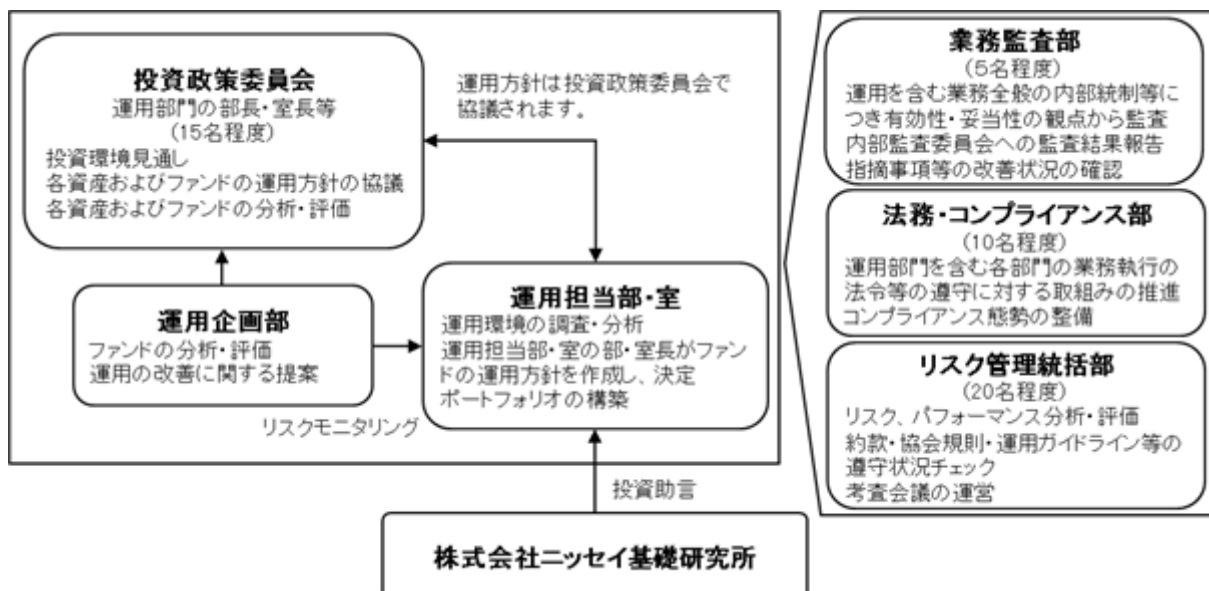 投資政策委員会
運用部門の部長・室長等
(15名程度)
投資環境見通し
各資産およびファンドの運用方針の協議
各資産およびファンドの分析・評価
運用方針は投資政策委員会で
協議されます。
運用企画部
ファンドの分析・評価
運用の改善に関する提案
リスクモニタリング
運用担当部・室
運用環境の調査・分析
運用担当部・室の部・室長がファン
ドの運用方針を作成し、決定
ポートフォリオの構築
投資助言
株式会社ニッセイ基礎研究所
業務監査部
(5名程度)
運用を含む業務全般の内部統制等に
つき有効性・妥当性の観点から監査
内部監査委員会への監査結果報告
指摘事項等の改善状況の確認
法務・コンプライアンス部
(10名程度)
運用部門を含む各部門の業務執行の
法令等の遵守に対する取組みの推進
コンプライアンス態勢の整備
リスク管理統括部
(20名程度)
リスク、パフォーマンス分析・評価
約款・協会規則・運用ガイドライン等の
遵守状況チェック
考査会議の運営